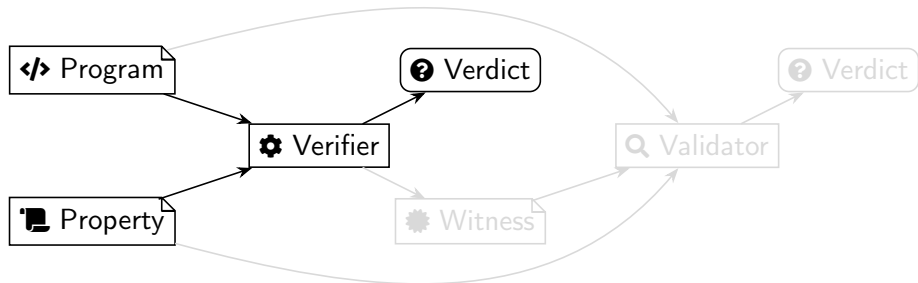 Program
Verdict
Verdict
Verifier
Validator
Property
Witness